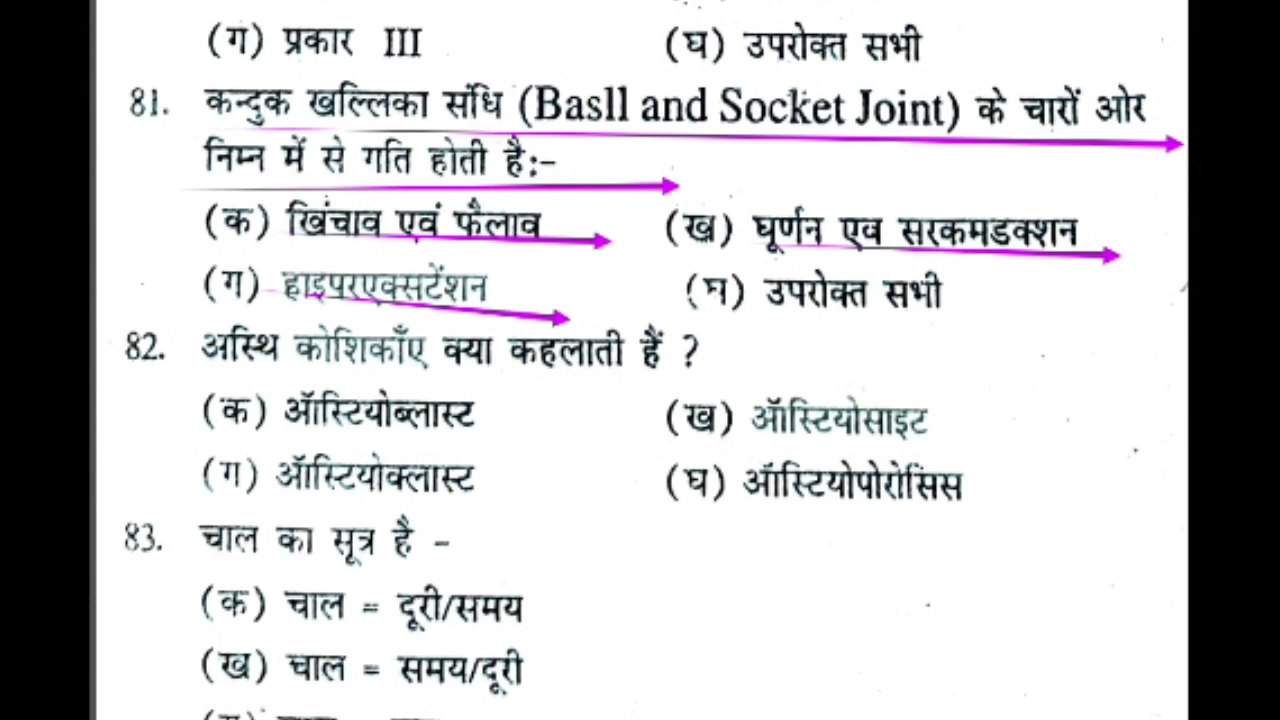 (ग) प्रकार III (घ) उपरोक्त सभी
81. कन्दुक खल्लिका संधि (Basll and Socket Joint) के चारों ओर
निम्न में से गति होती है:-
(क) खिंचाव एवं फैलाव (ख) घूर्णन एव सरकमडक्शन
(ग) हाइपरएक्सटेंशन (म) उपरोक्त सभी
82. अस्थि कोशिकाँए क्या कहलाती हैं ?
(क) ऑस्टियोब्लास्ट (ख) ऑस्टियोसाइट
(ग) ऑस्टियोक्लास्ट (घ) ऑस्टियोपोरोसिस
83. चाल का सूत्र है -
(क) चाल = दूरी/समय
(ख) चाल = समय/दूरी